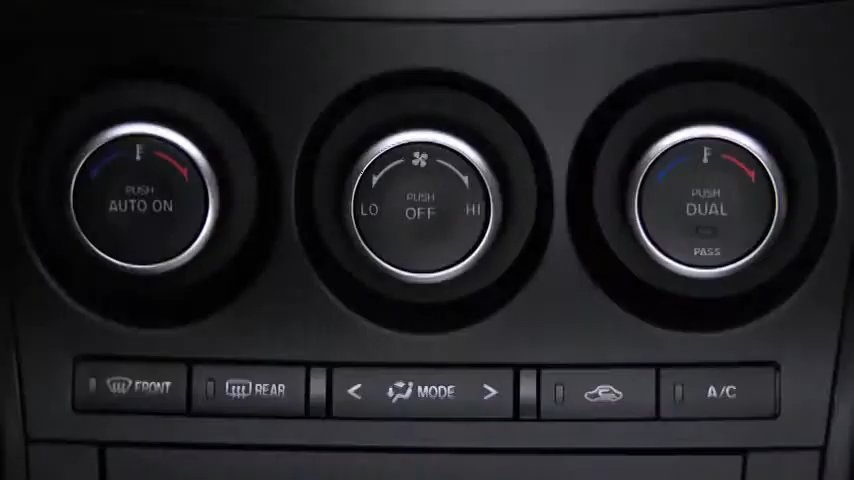 PUSH
AUTO ON
LO
PUSH
OFF
HI
PUSH
DUAL
PASS
FRONT
REAR
< MODE >
A/C